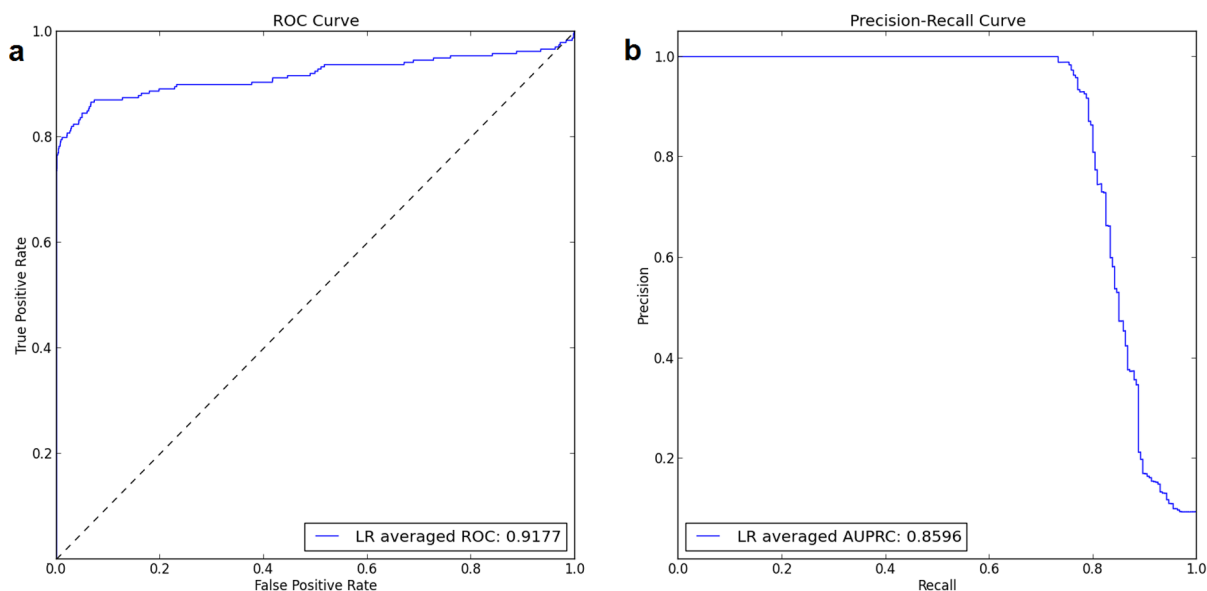 a
ROC Curve
1.0
0.8
0.6
0.4
0.2
True Positive Rate
0.0 0.2 0.4 0.6 0.8 1.0
False Positive Rate
LR averaged ROC: 0.9177
b
Precision-Recall Curve
1.0
0.8
0.6
0.4
0.2
Precision
0.0 0.2 0.4 0.6 0.8 1.0
Recall
LR averaged AUPRC: 0.8596